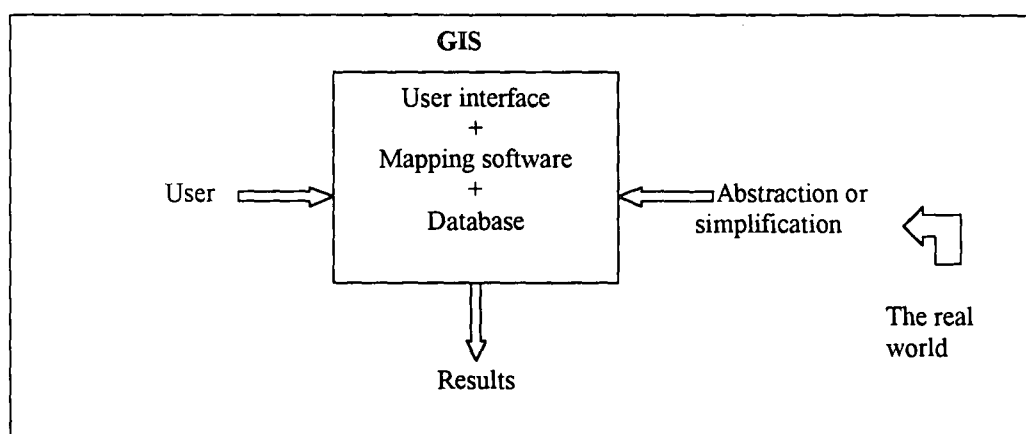 GIS
User interface
+
Mapping software
+
Database
User
Abstraction or
simplification
The real
world
Results